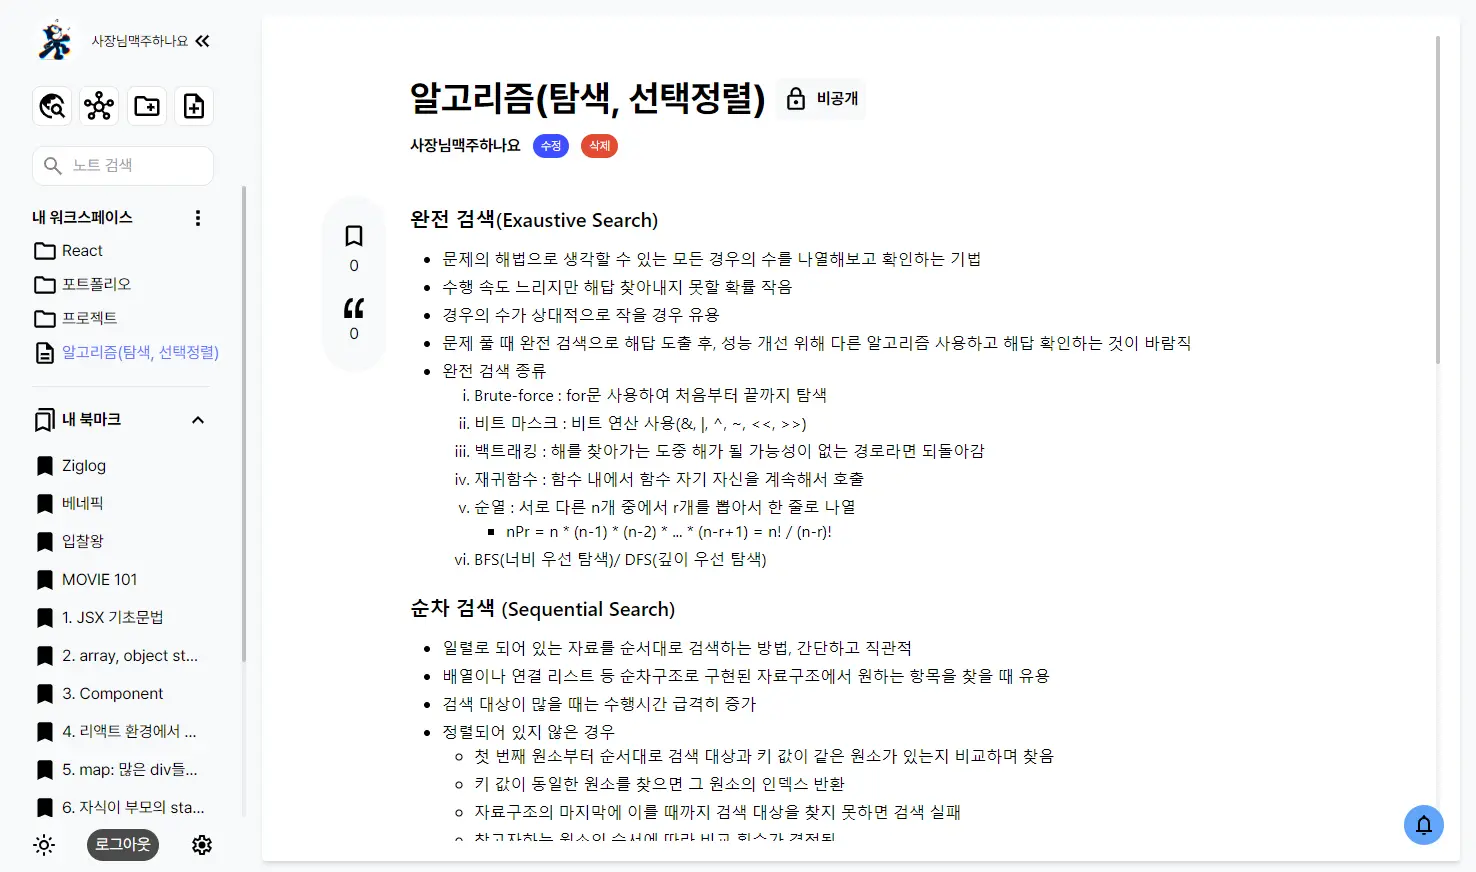 사장님맥주하나요
노트 검색
내 워크스페이스
React
포트폴리오
프로젝트
알고리즘(탐색, 선택정렬)
내 북마크
Ziglog
베네픽
입찰왕
MOVIE 101
1. JSX 기초문법
2. array, object st...
3. Component
4. 리액트 환경에서 ...
5. map: 많은 div들...
6. 자식이 부모의 sta...
로그아웃
알고리즘(탐색, 선택정렬)
비공개
사장님맥주하나요 수정 삭제
0
0
완전 검색(Exaustive Search)
• 문제의 해법으로 생각할 수 있는 모든 경우의 수를 나열해보고 확인하는 기법
• 수행 속도 느리지만 해답 찾아내지 못할 확률 작음
• 경우의 수가 상대적으로 작을 경우 유용
• 문제 풀 때 완전 검색으로 해답 도출 후, 성능 개선 위해 다른 알고리즘 사용하고 해답 확인하는 것이 바람직
• 완전 검색 종류
i. Brute-force : for문 사용하여 처음부터 끝까지 탐색
ii. 비트 마스크 : 비트 연산 사용(&, |, ^, ~, <<, >>)
iii. 백트래킹 : 해를 찾아가는 도중 해가 될 가능성이 없는 경로라면 되돌아감
iv. 재귀함수 : 함수 내에서 함수 자기 자신을 계속해서 호출
v. 순열 : 서로 다른 n개 중에서 r개를 뽑아서 한 줄로 나열
▪ nPr = n * (n-1) * (n-2) * ... * (n-r+1) = n! / (n-r)!
vi. BFS(너비 우선 탐색)/ DFS(깊이 우선 탐색)
순차 검색 (Sequential Search)
• 일렬로 되어 있는 자료를 순서대로 검색하는 방법, 간단하고 직관적
• 배열이나 연결 리스트 등 순차구조로 구현된 자료구조에서 원하는 항목을 찾을 때 유용
• 검색 대상이 많을 때는 수행시간 급격히 증가
• 정렬되어 있지 않은 경우
◦ 첫 번째 원소부터 순서대로 검색 대상과 키 값이 같은 원소가 있는지 비교하며 찾음
◦ 키 값이 동일한 원소를 찾으면 그 원소의 인덱스 반환
◦ 자료구조의 마지막에 이를 때까지 검색 대상을 찾지 못하면 검색 실패
◦ 찾고자하는 원소의 순서에 따라 비교 횟수가 결정됨